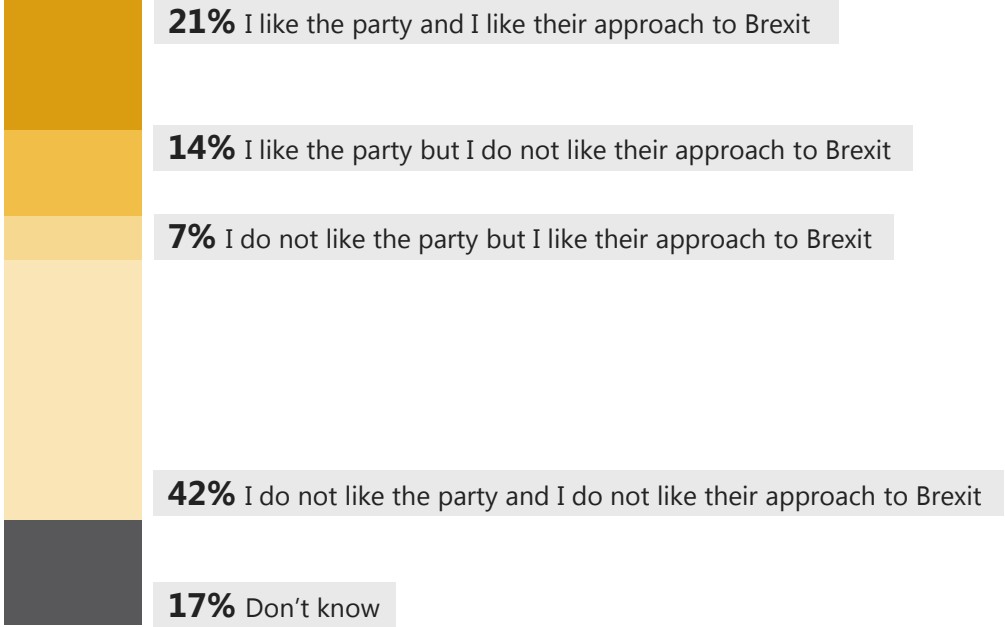 21% I like the party and I like their approach to Brexit
14% I like the party but I do not like their approach to Brexit
7% I do not like the party but I like their approach to Brexit
42% I do not like the party and I do not like their approach to Brexit
17% Don’t know